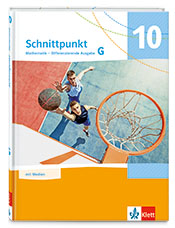 Schnittpunkt 10
Mathematik – Differenzierende Ausgabe G
mit Medien
Klett